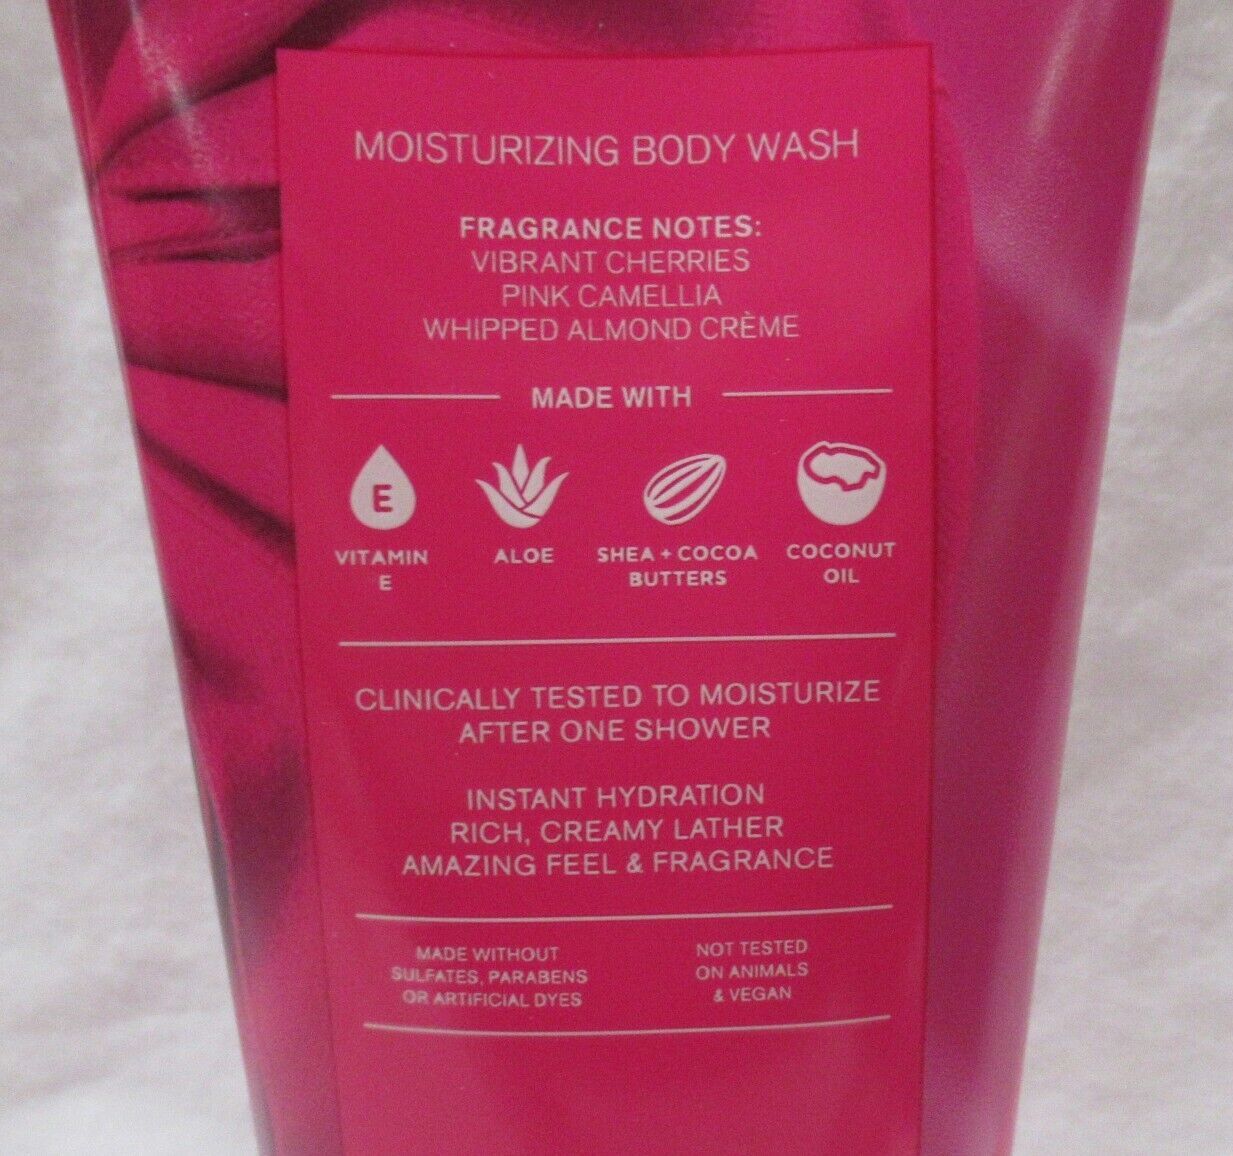 MOISTURIZING BODY WASH
FRAGRANCE NOTES:
VIBRANT CHERRIES
PINK CAMELLIA
WHIPPED ALMOND CRÈME
MADE WITH
E
VITAMIN
E
ALOE
SHEA + COCOA
BUTTERS
COCONUT
OIL
CLINICALLY TESTED TO MOISTURIZE
AFTER ONE SHOWER
INSTANT HYDRATION
RICH, CREAMY LATHER
AMAZING FEEL & FRAGRANCE
MADE WITHOUT
SULFATES, PARABENS
OR ARTIFICIAL DYES
NOT TESTED
ON ANIMALS
& VEGAN